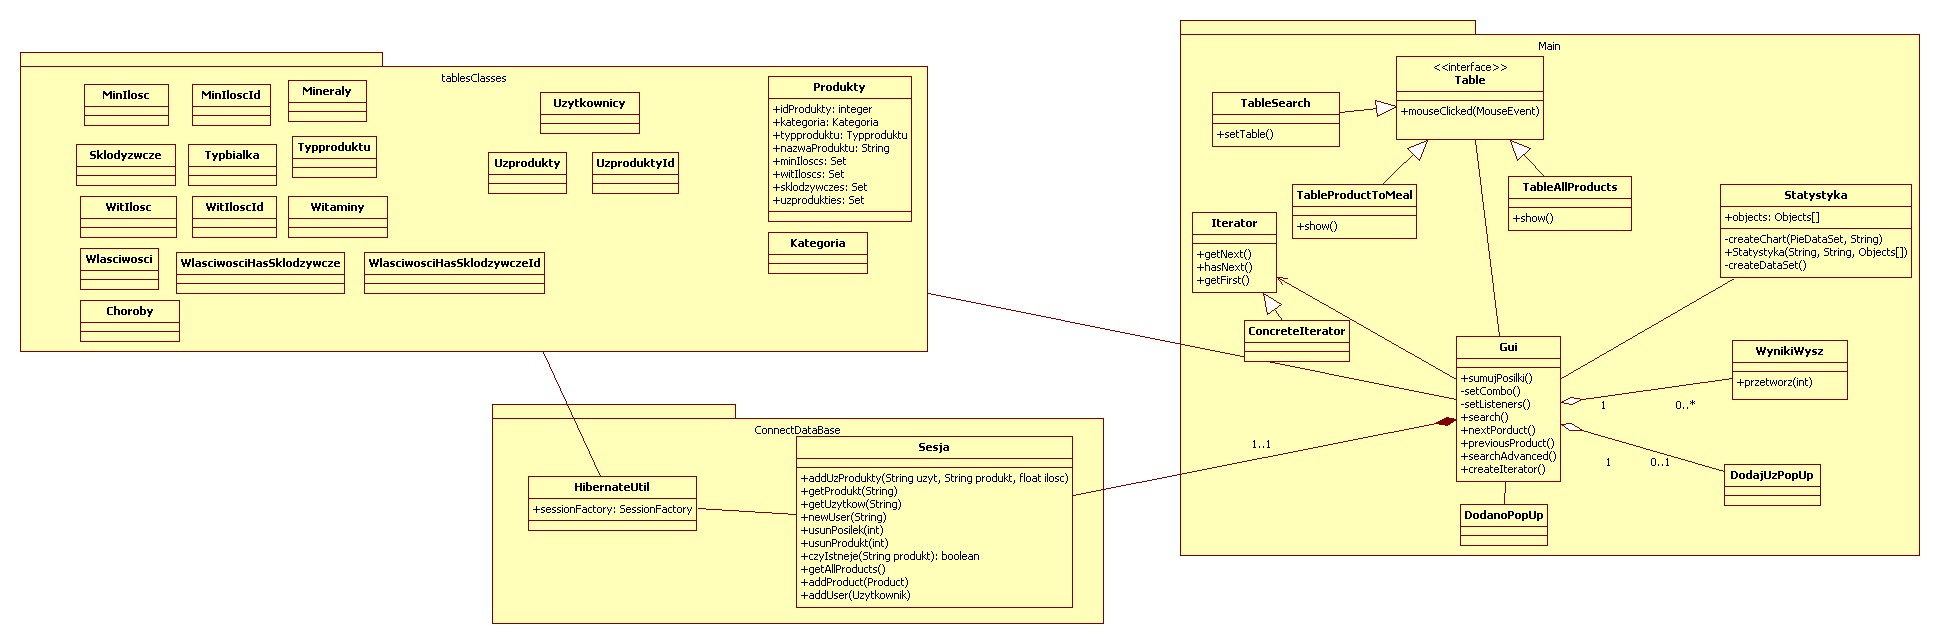 tablesClasses
MinIlosc
MinIloscId
Mineraly
Sklodyzwcze
Typbialka
Typproduktu
WitIlosc
WitIloscId
Witaminy
Wlasciwosci
WlasciwosciHasSklodzywcze
WlasciwosciHasSklodzywczeId
Choroby
Uzytkownicy
Uzprodukty
UzproduktyId
Produkty
+idProdukty: integer
+kategoria: Kategoria
+typproduktu: Typproduktu
+nazwaProduktu: String
+minIloscs: Set
+witIloscs: Set
+sklodzywczes: Set
+uzprodukties: Set
Kategoria
ConnectDataBase
HibernateUtil
+sessionFactory: SessionFactory
Sesja
+addUzProdukty(String uzyt, String produkt, float ilosc)
+getProdukt(String)
+getUzytkow(String)
+newUser(String)
+usunPosilek(int)
+usunProdukt(int)
+czyIstneje(String produkt): boolean
+getAllProducts()
+addProduct(Product)
+addUser(Uzytkownik)
1..1
Main
<<interface>>
Table
+mouseClicked(MouseEvent)
TableSearch
+setTable()
TableProductToMeal
+show()
TableAllProducts
+show()
Iterator
+getNext()
+hasNext()
+getFirst()
ConcreteIterator
Statystyka
+objects: Objects[]
-createChart(PieDataSet, String)
+Statystyka(String, String, Objects[])
-createDataSet()
Gui
+sumujPosilki()
-setCombo()
-setListeners()
+search()
+nextPorduct()
+previousProduct()
+searchAdvanced()
+createIterator()
WynikiWysz
+przetworz(int)
1
0..*
1
0..1
DodajUzPopUp
DodanoPopUp